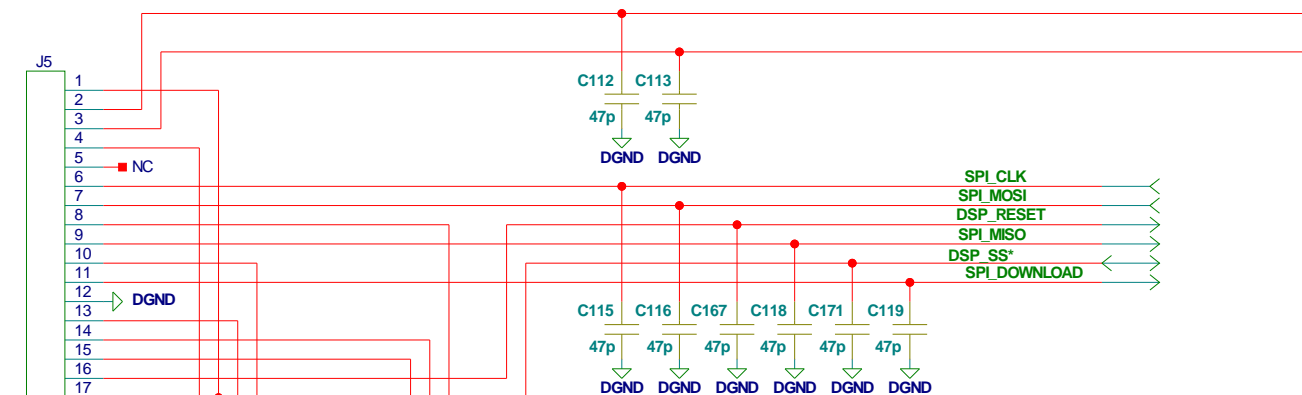 J5
1
2
3
4
5 NC
6
7
8
9
10
11
12 DGND
13
14
15
16
17
C112 C113
47p 47p
DGND DGND
SPI_CLK
SPI_MOSI
DSP_RESET
SPI_MISO
DSP_SS*
SPI_DOWNLOAD
C115 C116 C167 C118 C171 C119
47p 47p 47p 47p 47p 47p
DGND DGND DGND DGND DGND DGND